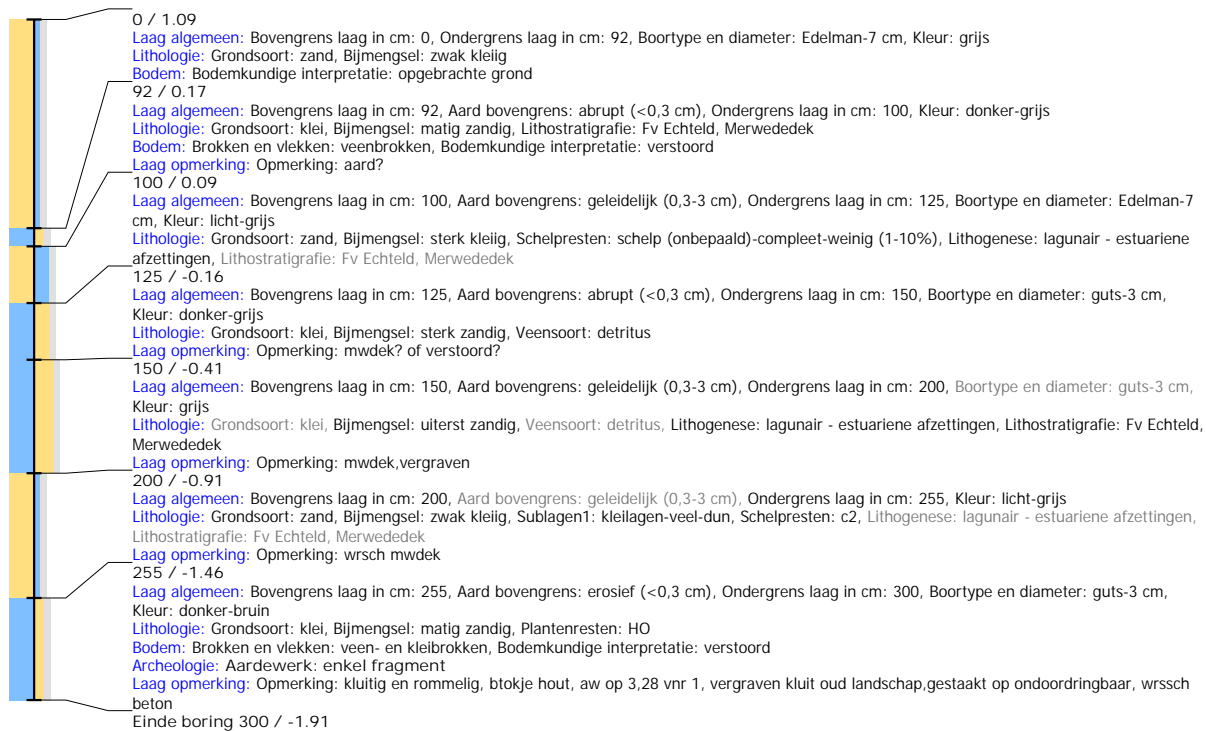 0 / 1.09
Laag algemeen: Bovengrens laag in cm: 0, Ondergrens laag in cm: 92, Boortype en diameter: Edelman-7 cm, Kleur: grijs
Lithologie: Grondsoort: zand, Bijmengsel: zwak kleiig
Bodem: Bodemkundige interpretatie: opgebrachte grond
92 / 0.17
Laag algemeen: Bovengrens laag in cm: 92, Aard bovengrens: abrupt (<0,3 cm), Ondergrens laag in cm: 100, Kleur: donker-grijs
Lithologie: Grondsoort: klei, Bijmengsel: matig zandig, Lithostratigrafie: Fv Echteld, Merwededek
Bodem: Brokken en vlekken: veenbrokken, Bodemkundige interpretatie: verstoord
Laag opmerking: Opmerking: aard?
100 / 0.09
Laag algemeen: Bovengrens laag in cm: 100, Aard bovengrens: geleidelijk (0,3-3 cm), Ondergrens laag in cm: 125, Boortype en diameter: Edelman-7
cm, Kleur: licht-grijs
Lithologie: Grondsoort: zand, Bijmengsel: sterk kleiig, Schelpresten: schelp (onbepaald)-compleet-weinig (1-10%), Lithogenese: lagunair - estuariene
afzettingen, Lithostratigrafie: Fv Echteld, Merwededek
125 / -0.16
Laag algemeen: Bovengrens laag in cm: 125, Aard bovengrens: abrupt (<0,3 cm), Ondergrens laag in cm: 150, Boortype en diameter: guts-3 cm,
Kleur: donker-grijs
Lithologie: Grondsoort: klei, Bijmengsel: sterk zandig, Veensoort: detritus
Laag opmerking: Opmerking: mwdek? of verstoord?
150 / -0.41
Laag algemeen: Bovengrens laag in cm: 150, Aard bovengrens: geleidelijk (0,3-3 cm), Ondergrens laag in cm: 200, Boortype en diameter: guts-3 cm,
Kleur: grijs
Lithologie: Grondsoort: klei, Bijmengsel: uiterst zandig, Veensoort: detritus, Lithogenese: lagunair - estuariene afzettingen, Lithostratigrafie: Fv Echteld,
Merwededek
Laag opmerking: Opmerking: mwdek,vergraven
200 / -0.91
Laag algemeen: Bovengrens laag in cm: 200, Aard bovengrens: geleidelijk (0,3-3 cm), Ondergrens laag in cm: 255, Kleur: licht-grijs
Lithologie: Grondsoort: zand, Bijmengsel: zwak kleiig, Sublagen1: kleilagen-veel-dun, Schelpresten: c2, Lithogenese: lagunair - estuariene afzettingen,
Lithostratigrafie: Fv Echteld, Merwededek
Laag opmerking: Opmerking: wrsch mwdek
255 / -1.46
Laag algemeen: Bovengrens laag in cm: 255, Aard bovengrens: erosief (<0,3 cm), Ondergrens laag in cm: 300, Boortype en diameter: guts-3 cm,
Kleur: donker-bruin
Lithologie: Grondsoort: klei, Bijmengsel: matig zandig, Plantenresten: HO
Bodem: Brokken en vlekken: veen- en kleibrokken, Bodemkundige interpretatie: verstoord
Archeologie: Aardewerk: enkel fragment
Laag opmerking: Opmerking: kluitig en rommelig, btokje hout, aw op 3,28 vnr 1, vergraven kluit oud landschap,gestaakt op ondoordringbaar, wrssch
beton
Einde boring 300 / -1.91